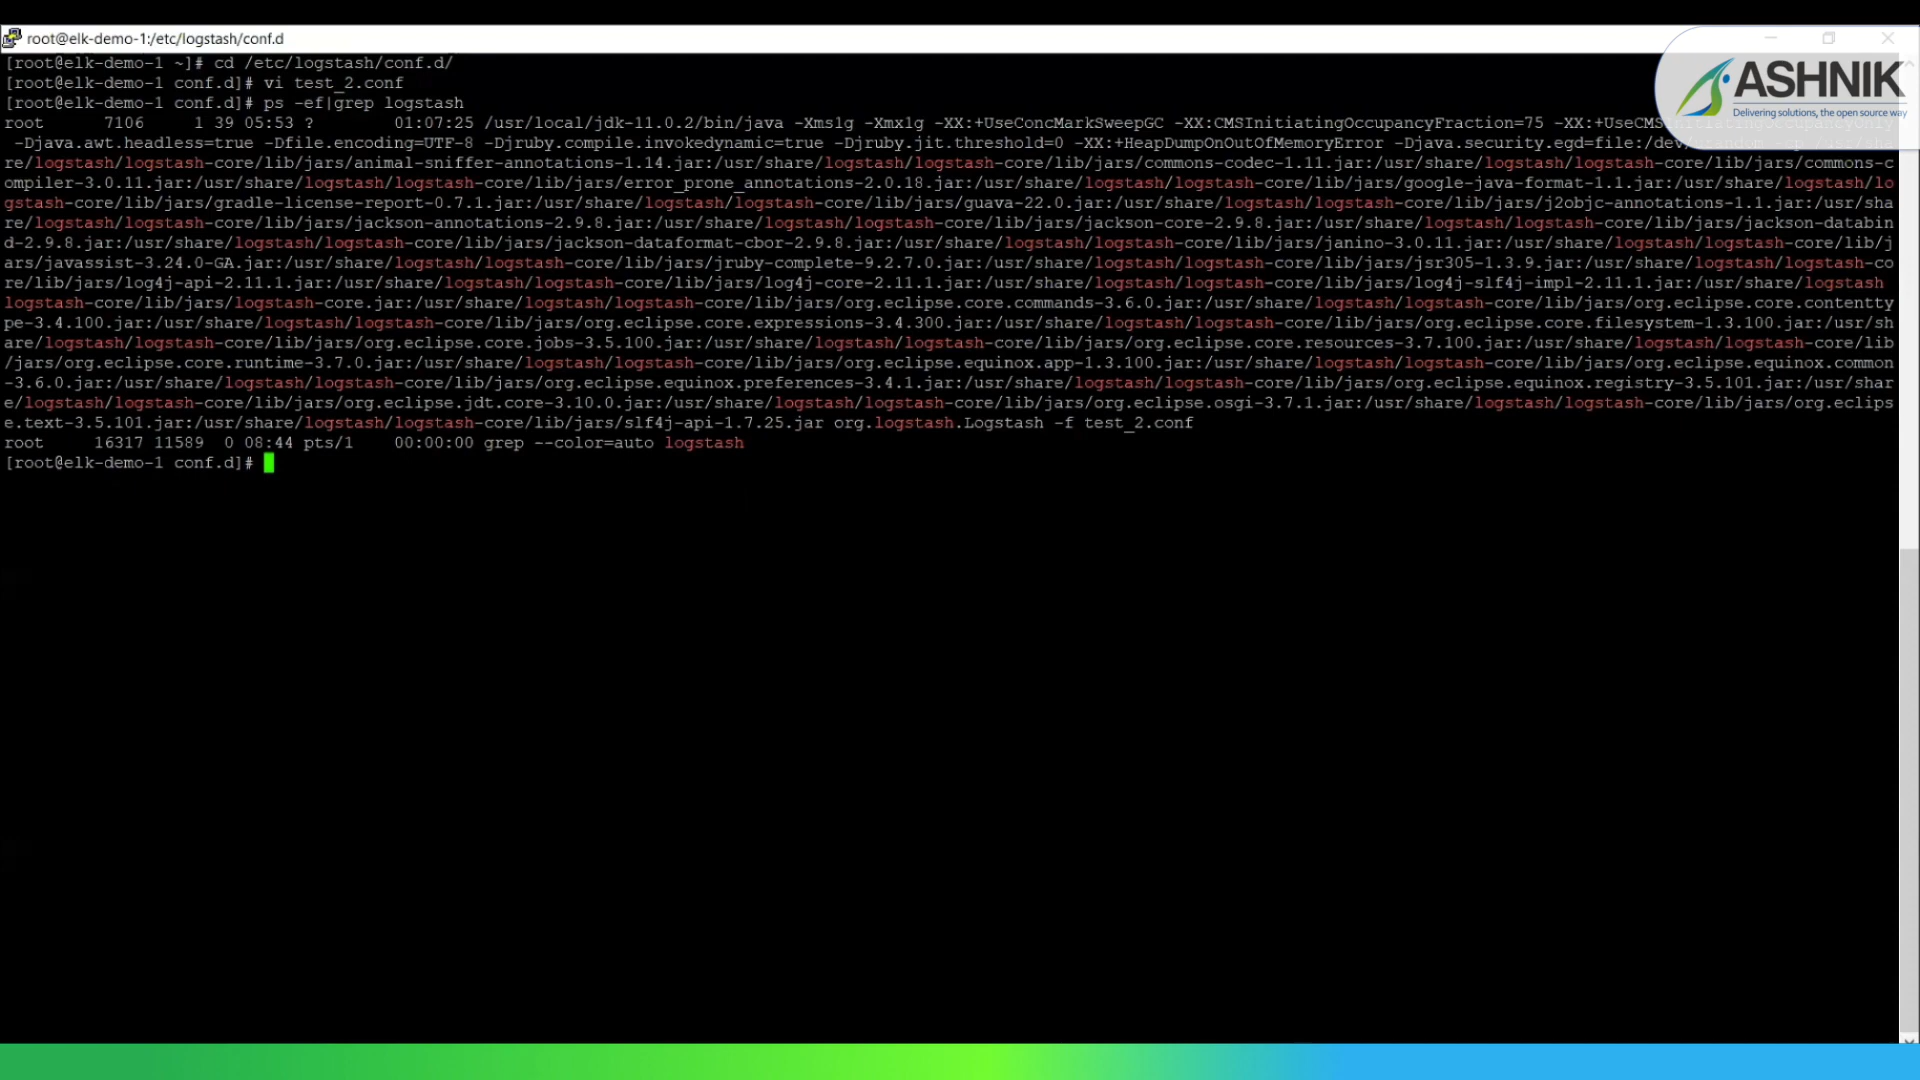 root@elk-demo-1:/etc/logstash/conf.d
ASHNIK
Delivering solutions, the open source way
[root@elk-demo-1 ~]# cd /etc/logstash/conf.d/
[root@elk-demo-1 conf.d]# vi test_2.conf
[root@elk-demo-1 conf.d]# ps -ef|grep logstash
root 7106 1 39 05:53 ? 01:07:25 /usr/local/jdk-11.0.2/bin/java -Xms1g -Xmx1g -XX:+UseConcMarkSweepGC -XX:CMSInitiatingOccupancyFraction=75 -XX:+UseCMSInitiatingOccupancyOnly
-Djava.awt.headless=true -Dfile.encoding=UTF-8 -Djruby.compile.invokedynamic=true -Djruby.jit.threshold=0 -XX:+HeapDumpOnOutOfMemoryError -Djava.security.egd=file:/dev/urandom -cp /usr/sha
re/logstash/logstash-core/lib/jars/animal-sniffer-annotations-1.14.jar:/usr/share/logstash/logstash-core/lib/jars/commons-codec-1.11.jar:/usr/share/logstash/logstash-core/lib/jars/commons-c
ompiler-3.0.11.jar:/usr/share/logstash/logstash-core/lib/jars/error_prone_annotations-2.0.18.jar:/usr/share/logstash/logstash-core/lib/jars/google-java-format-1.1.jar:/usr/share/logstash/lo
gstash-core/lib/jars/gradle-license-report-0.7.1.jar:/usr/share/logstash/logstash-core/lib/jars/guava-22.0.jar:/usr/share/logstash/logstash-core/lib/jars/j2objc-annotations-1.1.jar:/usr/sha
re/logstash/logstash-core/lib/jars/jackson-annotations-2.9.8.jar:/usr/share/logstash/logstash-core/lib/jars/jackson-core-2.9.8.jar:/usr/share/logstash/logstash-core/lib/jars/jackson-databin
d-2.9.8.jar:/usr/share/logstash/logstash-core/lib/jars/jackson-dataformat-cbor-2.9.8.jar:/usr/share/logstash/logstash-core/lib/jars/janino-3.0.11.jar:/usr/share/logstash/logstash-core/lib/j
ars/javassist-3.24.0-GA.jar:/usr/share/logstash/logstash-core/lib/jars/jruby-complete-9.2.7.0.jar:/usr/share/logstash/logstash-core/lib/jars/jsr305-1.3.9.jar:/usr/share/logstash/logstash-co
re/lib/jars/log4j-api-2.11.1.jar:/usr/share/logstash/logstash-core/lib/jars/log4j-core-2.11.1.jar:/usr/share/logstash/logstash-core/lib/jars/log4j-slf4j-impl-2.11.1.jar:/usr/share/logstash
logstash-core/lib/jars/logstash-core.jar:/usr/share/logstash/logstash-core/lib/jars/org.eclipse.core.commands-3.6.0.jar:/usr/share/logstash/logstash-core/lib/jars/org.eclipse.core.contentty
pe-3.4.100.jar:/usr/share/logstash/logstash-core/lib/jars/org.eclipse.core.expressions-3.4.300.jar:/usr/share/logstash/logstash-core/lib/jars/org.eclipse.core.filesystem-1.3.100.jar:/usr/sh
are/logstash/logstash-core/lib/jars/org.eclipse.core.jobs-3.5.100.jar:/usr/share/logstash/logstash-core/lib/jars/org.eclipse.core.resources-3.7.100.jar:/usr/share/logstash/logstash-core/lib
/jars/org.eclipse.core.runtime-3.7.0.jar:/usr/share/logstash/logstash-core/lib/jars/org.eclipse.equinox.app-1.3.100.jar:/usr/share/logstash/logstash-core/lib/jars/org.eclipse.equinox.common
-3.6.0.jar:/usr/share/logstash/logstash-core/lib/jars/org.eclipse.equinox.preferences-3.4.1.jar:/usr/share/logstash/logstash-core/lib/jars/org.eclipse.equinox.registry-3.5.101.jar:/usr/shar
e/logstash/logstash-core/lib/jars/org.eclipse.jdt.core-3.10.0.jar:/usr/share/logstash/logstash-core/lib/jars/org.eclipse.osgi-3.7.1.jar:/usr/share/logstash/logstash-core/lib/jars/org.eclips
e.text-3.5.101.jar:/usr/share/logstash/logstash-core/lib/jars/slf4j-api-1.7.25.jar org.logstash.Logstash -f test_2.conf
root 16317 11589 0 08:44 pts/1 00:00:00 grep --color=auto logstash
[root@elk-demo-1 conf.d]#